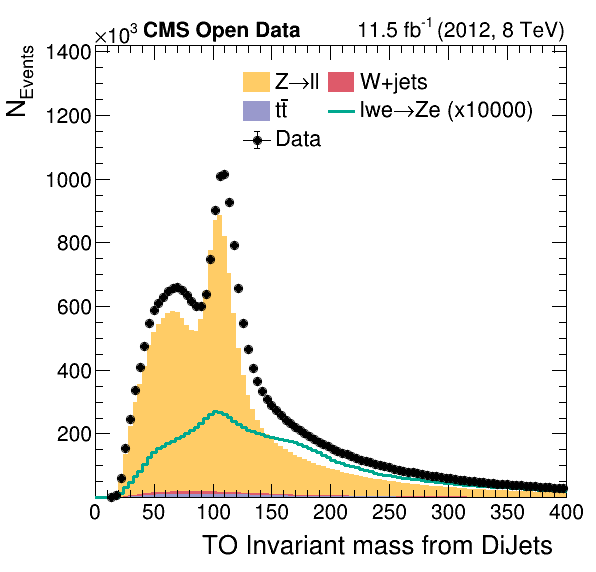 ×10³ CMS Open Data 11.5 fb⁻¹ (2012, 8 TeV)
N_Events
1400
1200
1000
800
600
400
200
Z→ll W+jets
tt̄ lwe→Ze (x10000)
Data
0 50 100 150 200 250 300 350 400
TO Invariant mass from DiJets